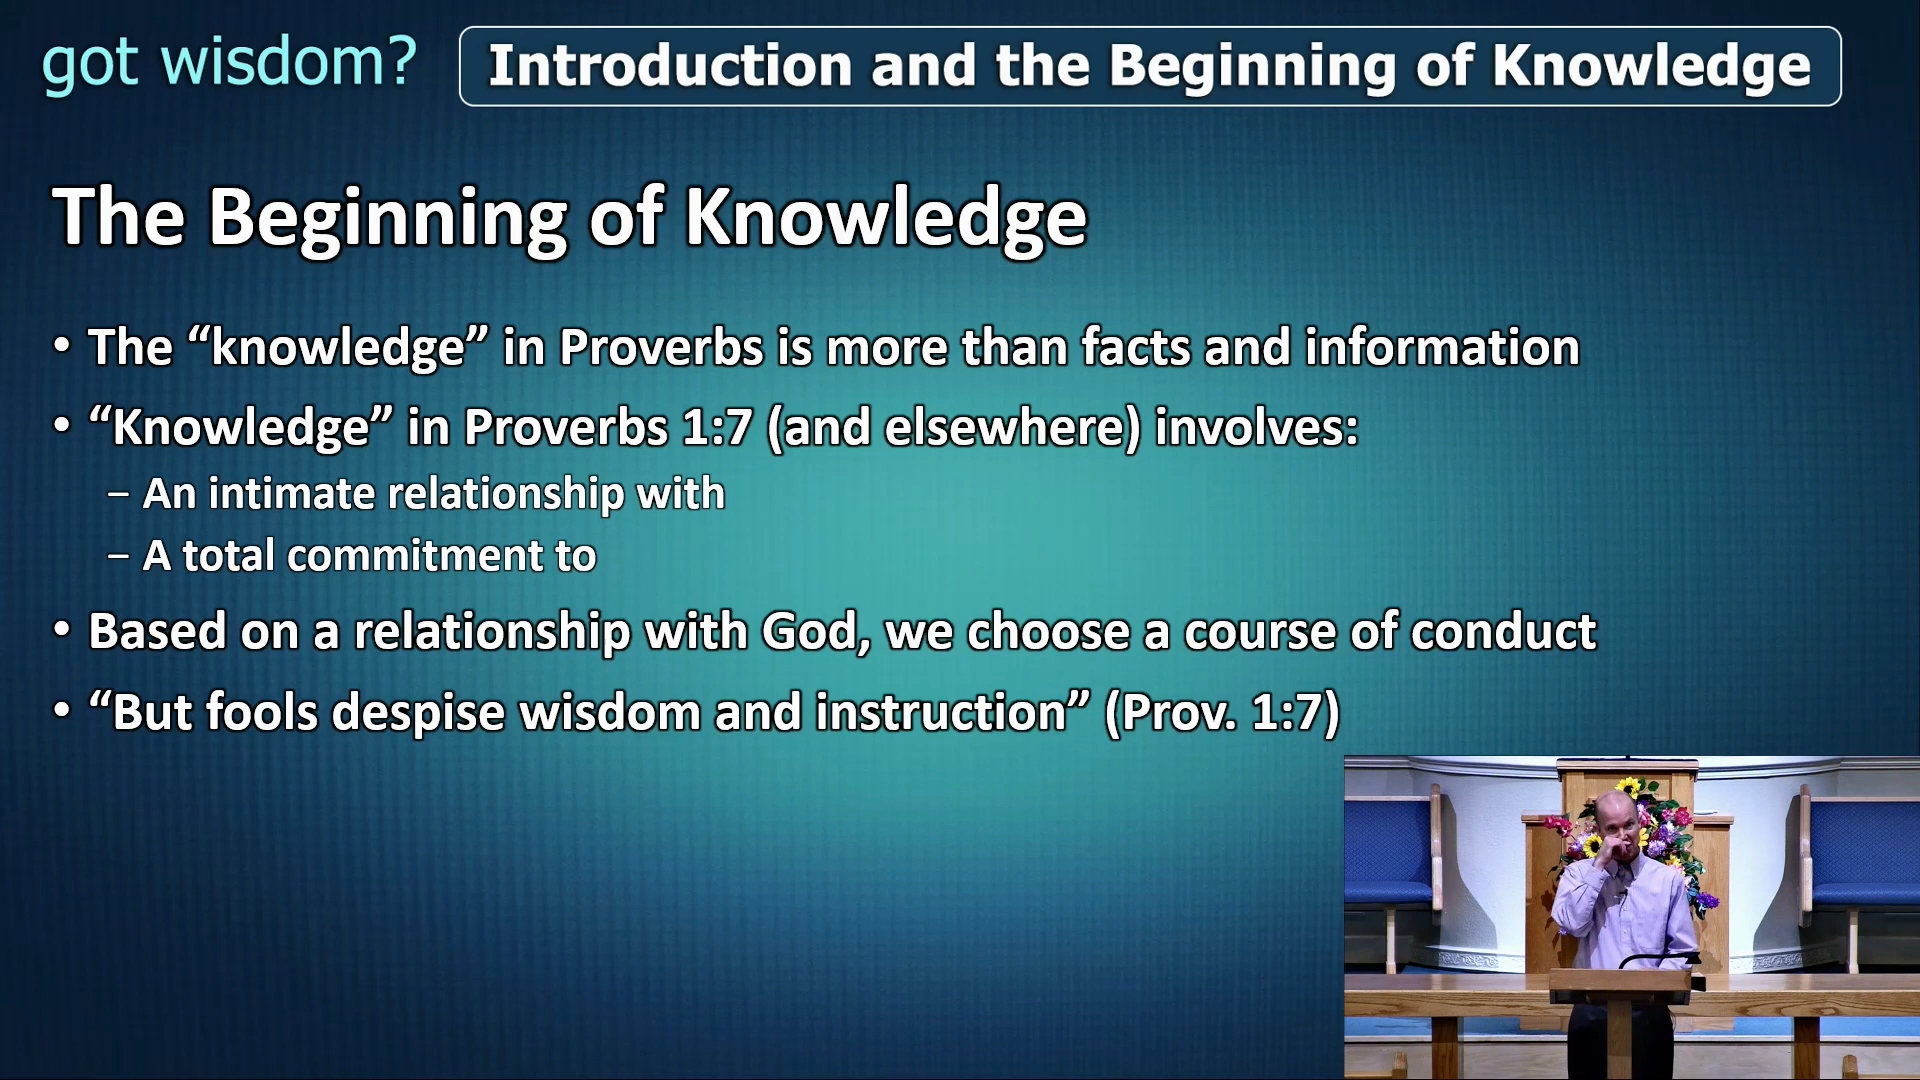 got wisdom?
Introduction and the Beginning of Knowledge
The Beginning of Knowledge
• The “knowledge” in Proverbs is more than facts and information
• “Knowledge” in Proverbs 1:7 (and elsewhere) involves:
– An intimate relationship with
– A total commitment to
• Based on a relationship with God, we choose a course of conduct
• “But fools despise wisdom and instruction” (Prov. 1:7)